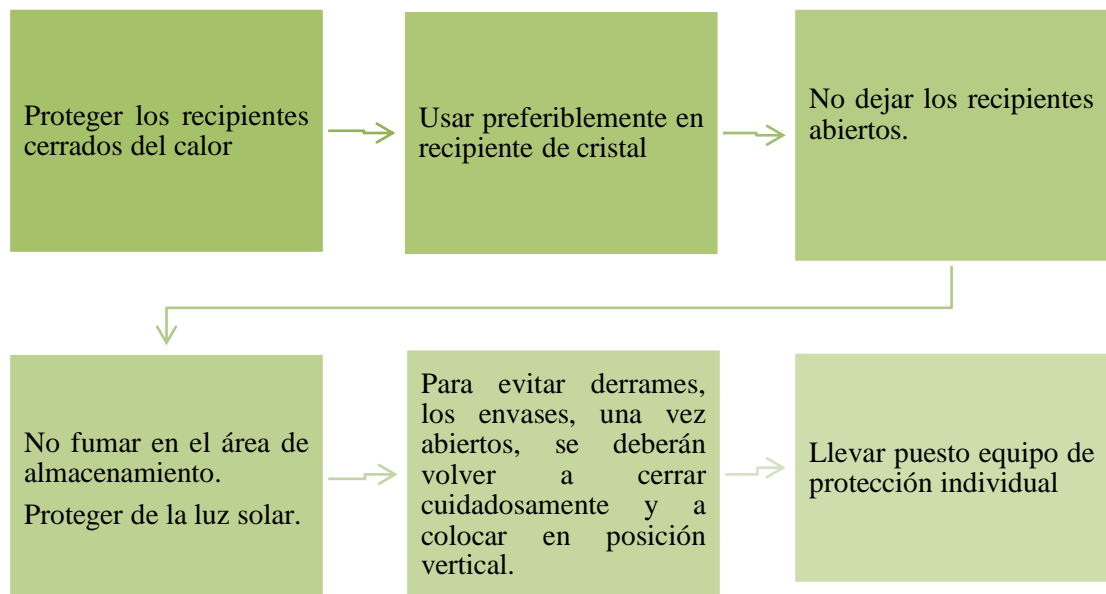 Proteger los recipientes
cerrados del calor
Usar preferiblemente en
recipiente de cristal
No dejar los recipientes
abiertos.
No fumar en el área de
almacenamiento.
Proteger de la luz solar.
Para evitar derrames,
los envases, una vez
abiertos, se deberán
volver a cerrar
cuidadosamente y a
colocar en posición
vertical.
Llevar puesto equipo de
protección individual